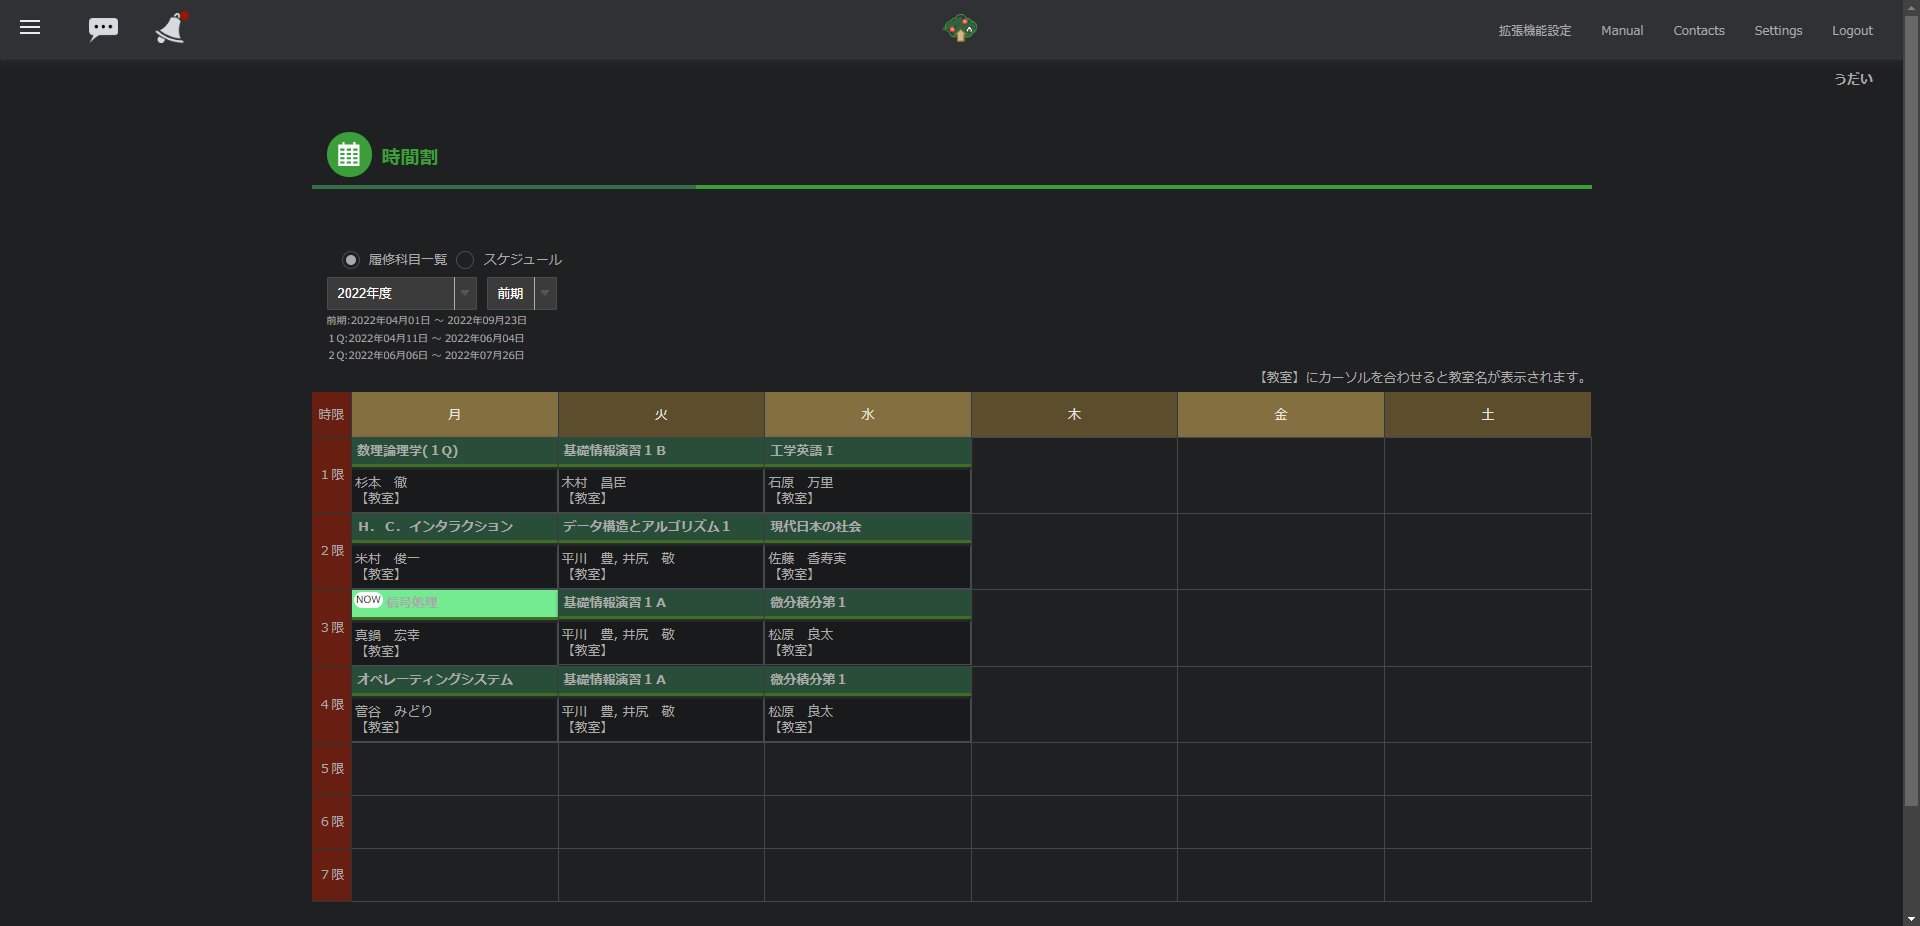 拡張機能設定 Manual Contacts Settings Logout
うだい
時間割
履修科目一覧 スケジュール
2022年度 前期
前期:2022年04月01日 ～ 2022年09月23日
１Q:2022年04月11日 ～ 2022年06月04日
２Q:2022年06月06日 ～ 2022年07月26日
【教室】にカーソルを合わせると教室名が表示されます。
時限 月 火 水 木 金 土
１限
数理論理学(１Q) 基礎情報演習１Ｂ 工学英語Ⅰ
杉本　徹 木村　昌臣 石原　万里
【教室】 【教室】 【教室】
２限
Ｈ．Ｃ．インタラクション データ構造とアルゴリズム１ 現代日本の社会
米村　俊一 平川　豊, 井尻　敬 佐藤　香寿実
【教室】 【教室】 【教室】
３限
NOW 信号処理 基礎情報演習１Ａ 微分積分第１
真鍋　宏幸 平川　豊, 井尻　敬 松原　良太
【教室】 【教室】 【教室】
４限
オペレーティングシステム 基礎情報演習１Ａ 微分積分第１
菅谷　みどり 平川　豊, 井尻　敬 松原　良太
【教室】 【教室】 【教室】
５限
６限
７限